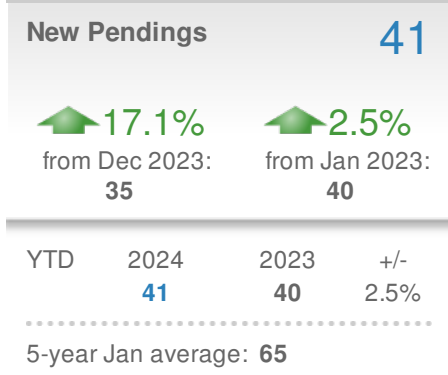 New Pendings 41
17.1% 2.5%
from Dec 2023: from Jan 2023:
35 40
YTD 2024 2023 +/-
41 40 2.5%
5-year Jan average: 65